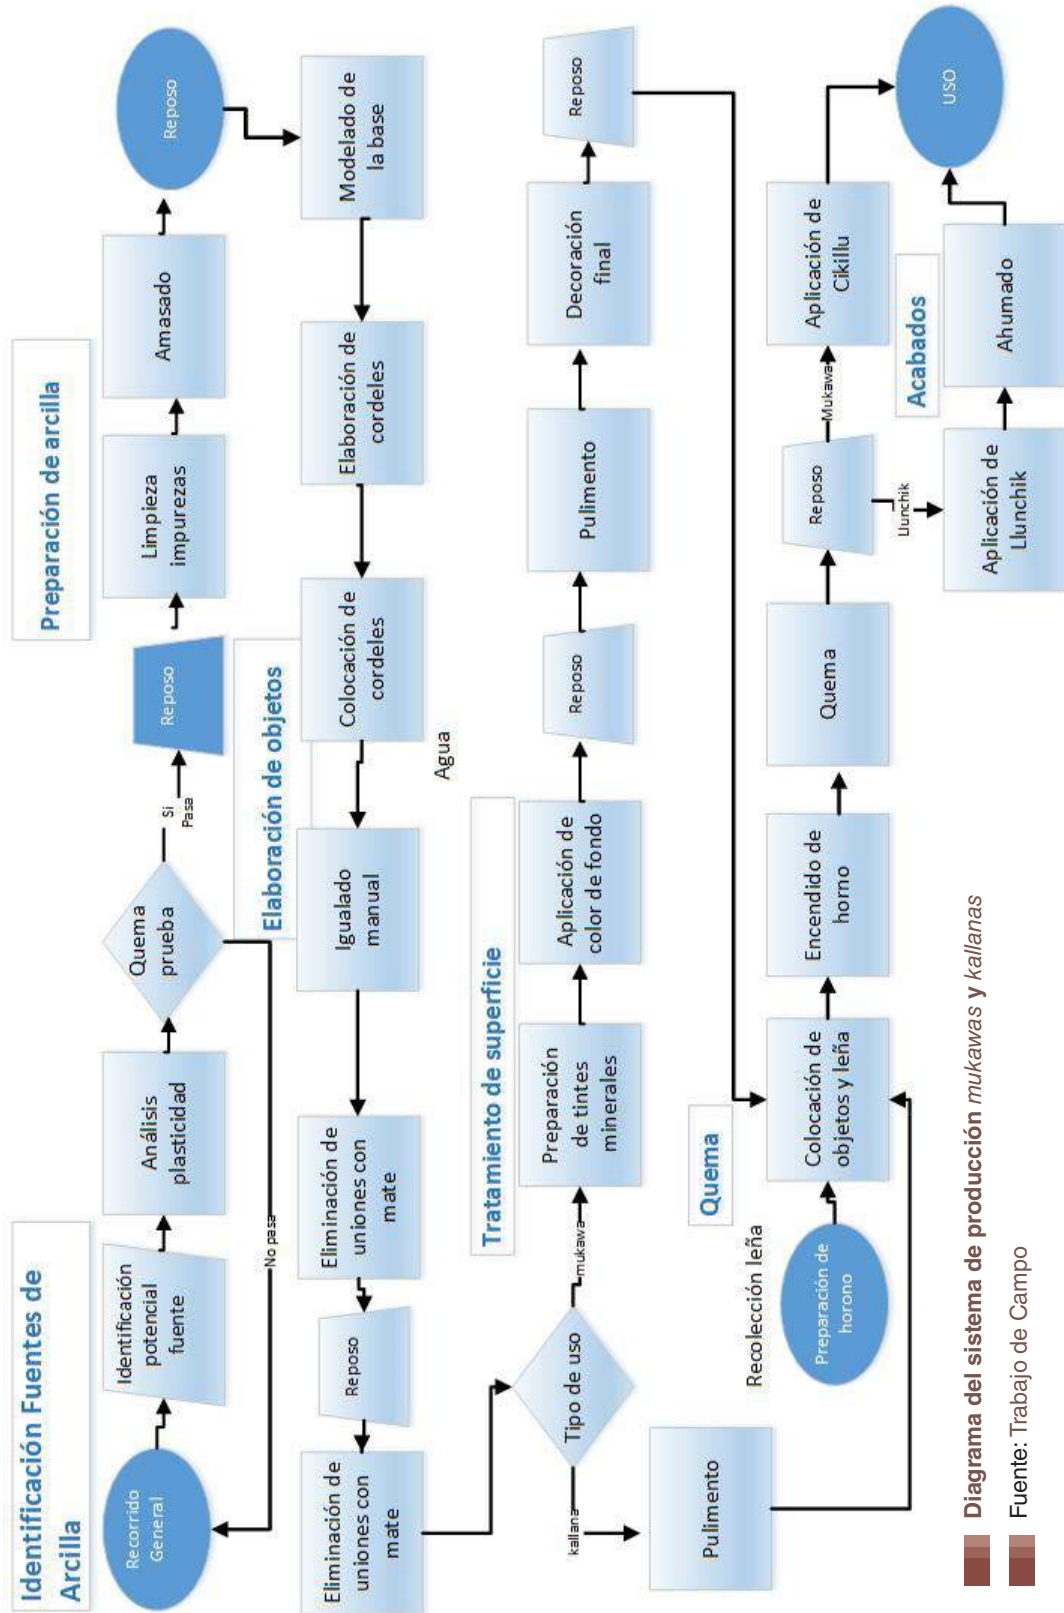 Identificación Fuentes de
Arcilla
Recorrido
General
Identificación
potencial
fuente
Análisis
plasticidad
Quema
prueba
Si
Pasa
No pasa
Preparación de arcilla
Reposo
Limpieza
impurezas
Amasado
Reposo
Elaboración de objetos
Modelado de
la base
Elaboración de
cordeles
Colocación de
cordeles
Agua
Igualado
manual
Eliminación de
uniones con
mate
Reposo
Eliminación de
uniones con
mate
Tratamiento de superficie
Tipo de uso
mukawa
kallana
Preparación
de tintes
minerales
Aplicación de
color de fondo
Reposo
Pulimento
Decoración
final
Reposo
Pulimento
Quema
Recolección leña
Preparación de
horono
Colocación de
objetos y leña
Encendido de
horno
Quema
Reposo
Mukawa
Llunchik
Acabados
Aplicación de
Cikillu
Aplicación de
Llunchik
Ahumado
USO
Diagrama del sistema de producción mukawas y kallanas
Fuente: Trabajo de Campo